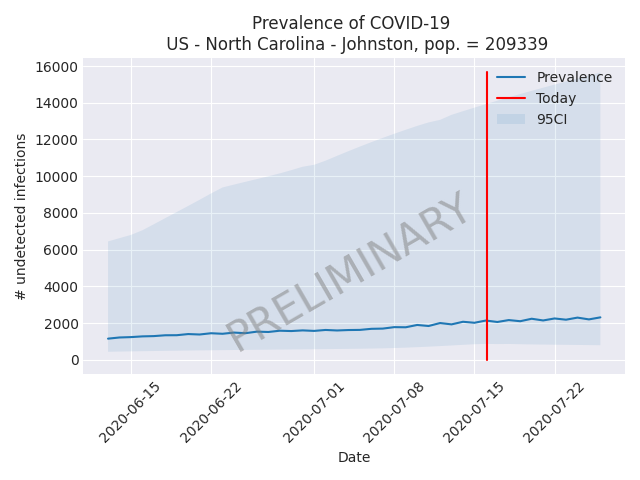 Prevalence of COVID-19
US - North Carolina - Johnston, pop. = 209339
16000
14000
12000
10000
8000
6000
4000
2000
0
# undetected infections
Prevalence
Today
95CI
PRELIMINARY
2020-06-15
2020-06-22
2020-07-01
2020-07-08
2020-07-15
2020-07-22
Date